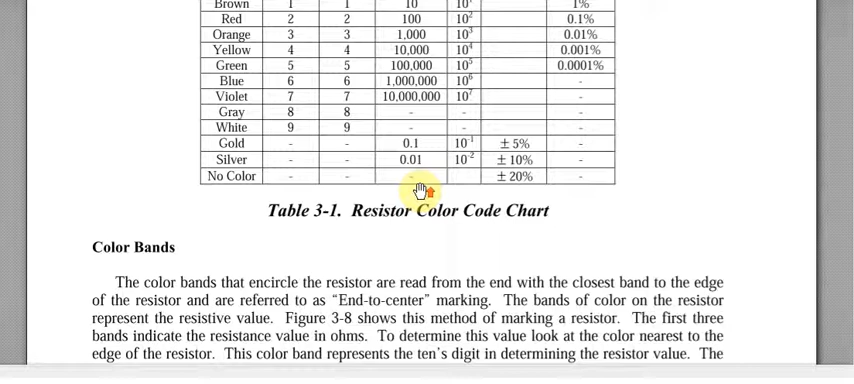 Brown 1 1 10 10¹ 1%
Red 2 2 100 10² 0.1%
Orange 3 3 1,000 10³ 0.01%
Yellow 4 4 10,000 10⁴ 0.001%
Green 5 5 100,000 10⁵ 0.0001%
Blue 6 6 1,000,000 10⁶ -
Violet 7 7 10,000,000 10⁷ -
Gray 8 8 - - -
White 9 9 - - -
Gold - - 0.1 10⁻¹ ± 5% -
Silver - - 0.01 10⁻² ± 10% -
No Color - - - ± 20% -
Table 3-1. Resistor Color Code Chart
Color Bands
The color bands that encircle the resistor are read from the end with the closest band to the edge
of the resistor and are referred to as “End-to-center” marking. The bands of color on the resistor
represent the resistive value. Figure 3-8 shows this method of marking a resistor. The first three
bands indicate the resistance value in ohms. To determine this value look at the color nearest to the
edge of the resistor. This color band represents the ten’s digit in determining the resistor value. The